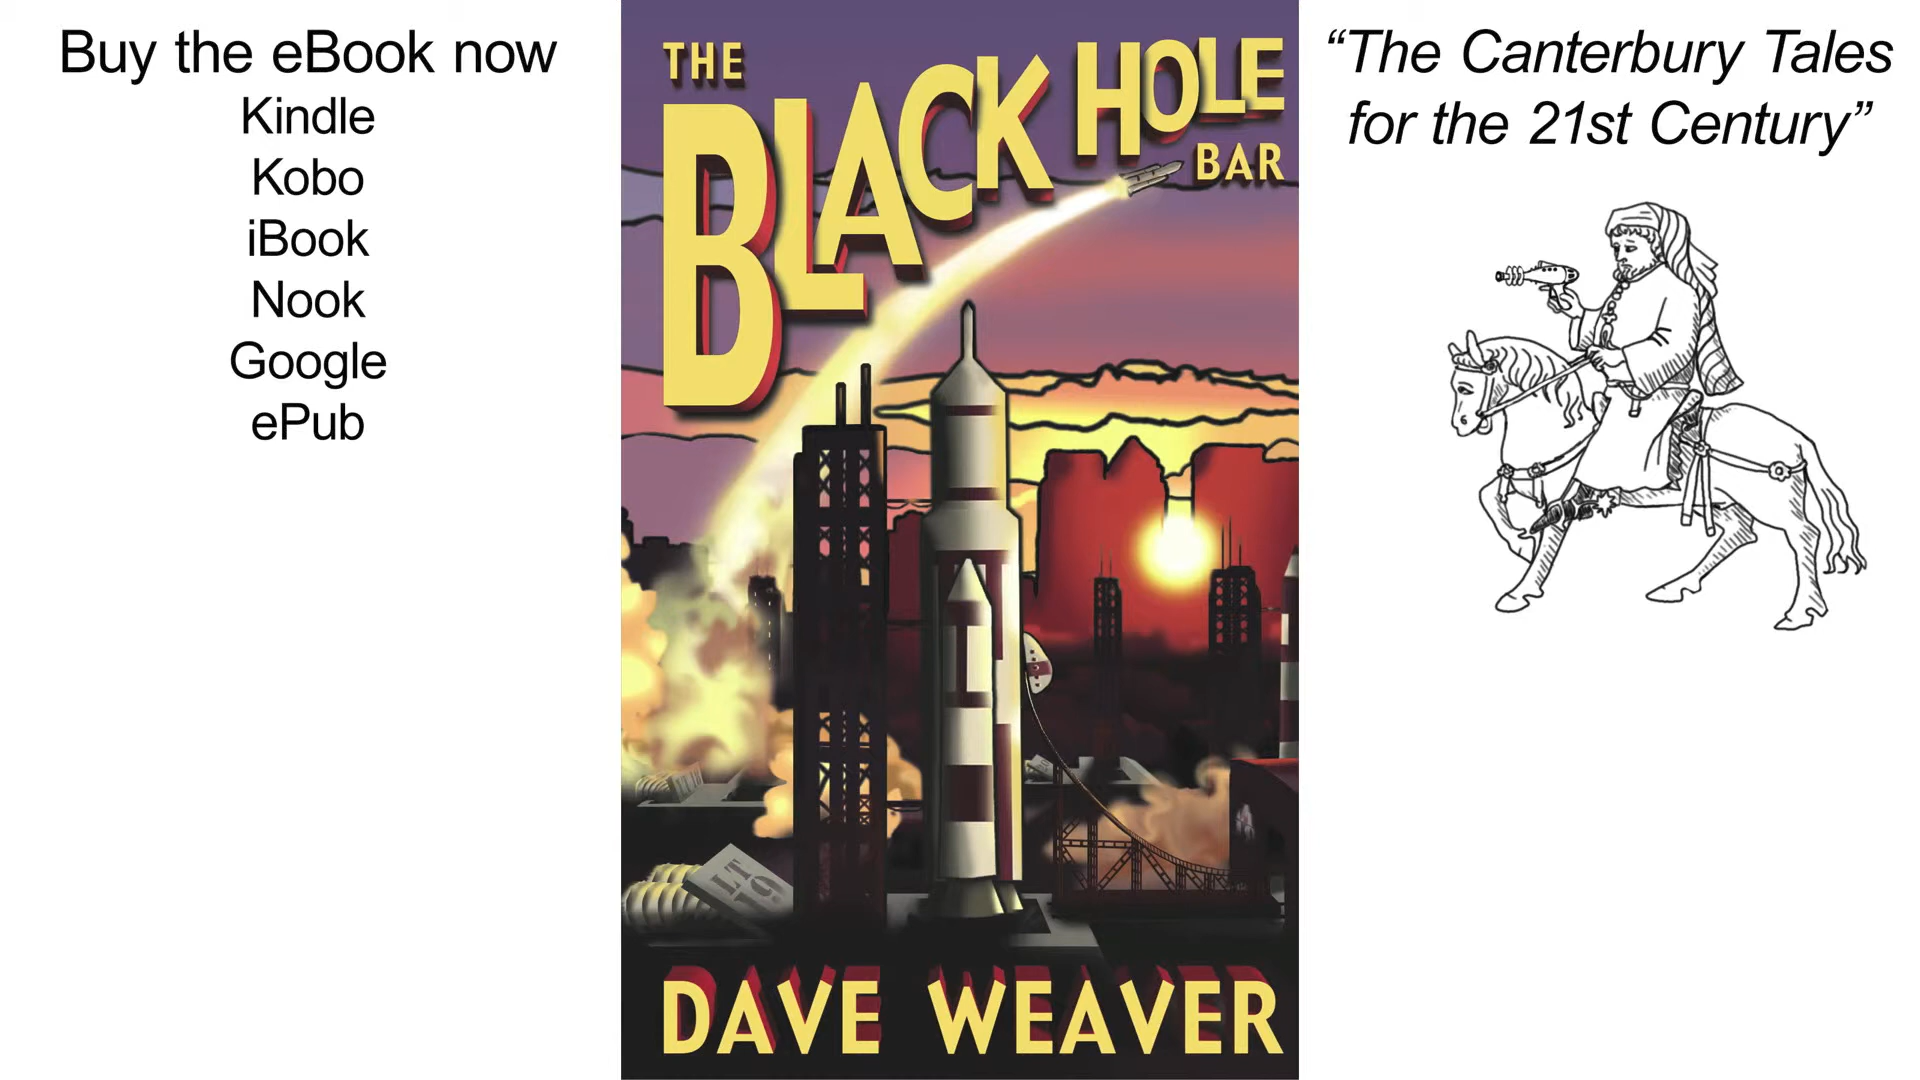 Buy the eBook now
Kindle
Kobo
iBook
Nook
Google
ePub
THE
BLACK HOLE
BAR
DAVE WEAVER
“The Canterbury Tales
for the 21st Century”